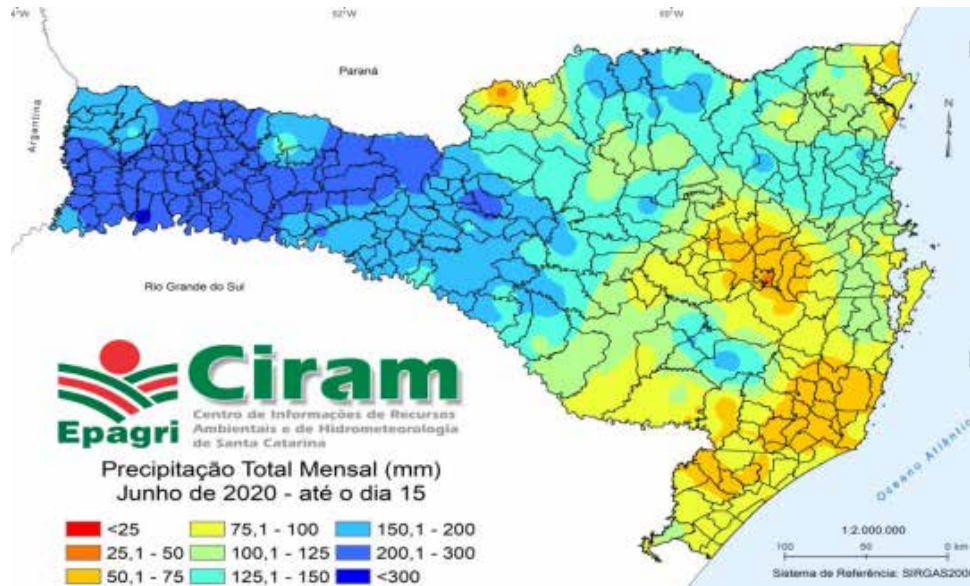 52°W
Paraná
Argentina
N
Rio Grande do Sul
Ciram
Epagri
Centro de Informações de Recursos
Ambientais e de Hidrometeorologia
de Santa Catarina
Precipitação Total Mensal (mm)
Junho de 2020 - até o dia 15
<25
75,1 - 100
150,1 - 200
25,1 - 50
100,1 - 125
200,1 - 300
50,1 - 75
125,1 - 150
<300
Oceano Atlântico
1:2.000.000
100 50 0 km
Sistema de Referência: SIRGAS200